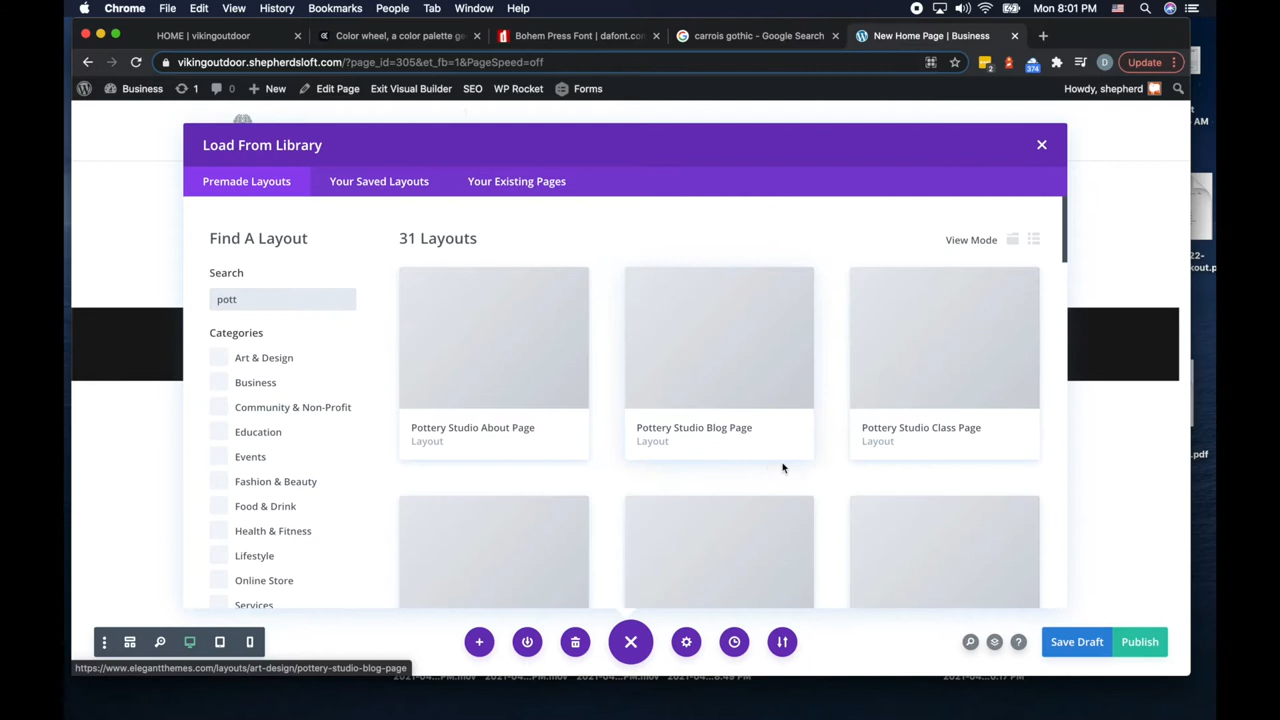 Chrome File Edit View History Bookmarks People Tab Window Help Mon 8:01 PM
HOME | vikingoutdoor Color wheel, a color palette ge Bohem Press Font | dafont.com carrois gothic - Google Search New Home Page | Business
vikingoutdoor.shepherdsloft.com/?page_id=305&et_fb=1&PageSpeed=off 2 374 D Update
Business 1 0 New Edit Page Exit Visual Builder SEO WP Rocket Forms Howdy, shepherd
Load From Library
Premade Layouts Your Saved Layouts Your Existing Pages
Find A Layout 31 Layouts View Mode
Search
pott
Categories
Art & Design
Business
Community & Non-Profit
Education
Pottery Studio About Page Pottery Studio Blog Page Pottery Studio Class Page
Layout Layout Layout
Events
Fashion & Beauty
Food & Drink
Health & Fitness
Lifestyle
Online Store
Services
Save Draft Publish
https://www.elegantthemes.com/layouts/art-design/pottery-studio-blog-page
AM
.pdf